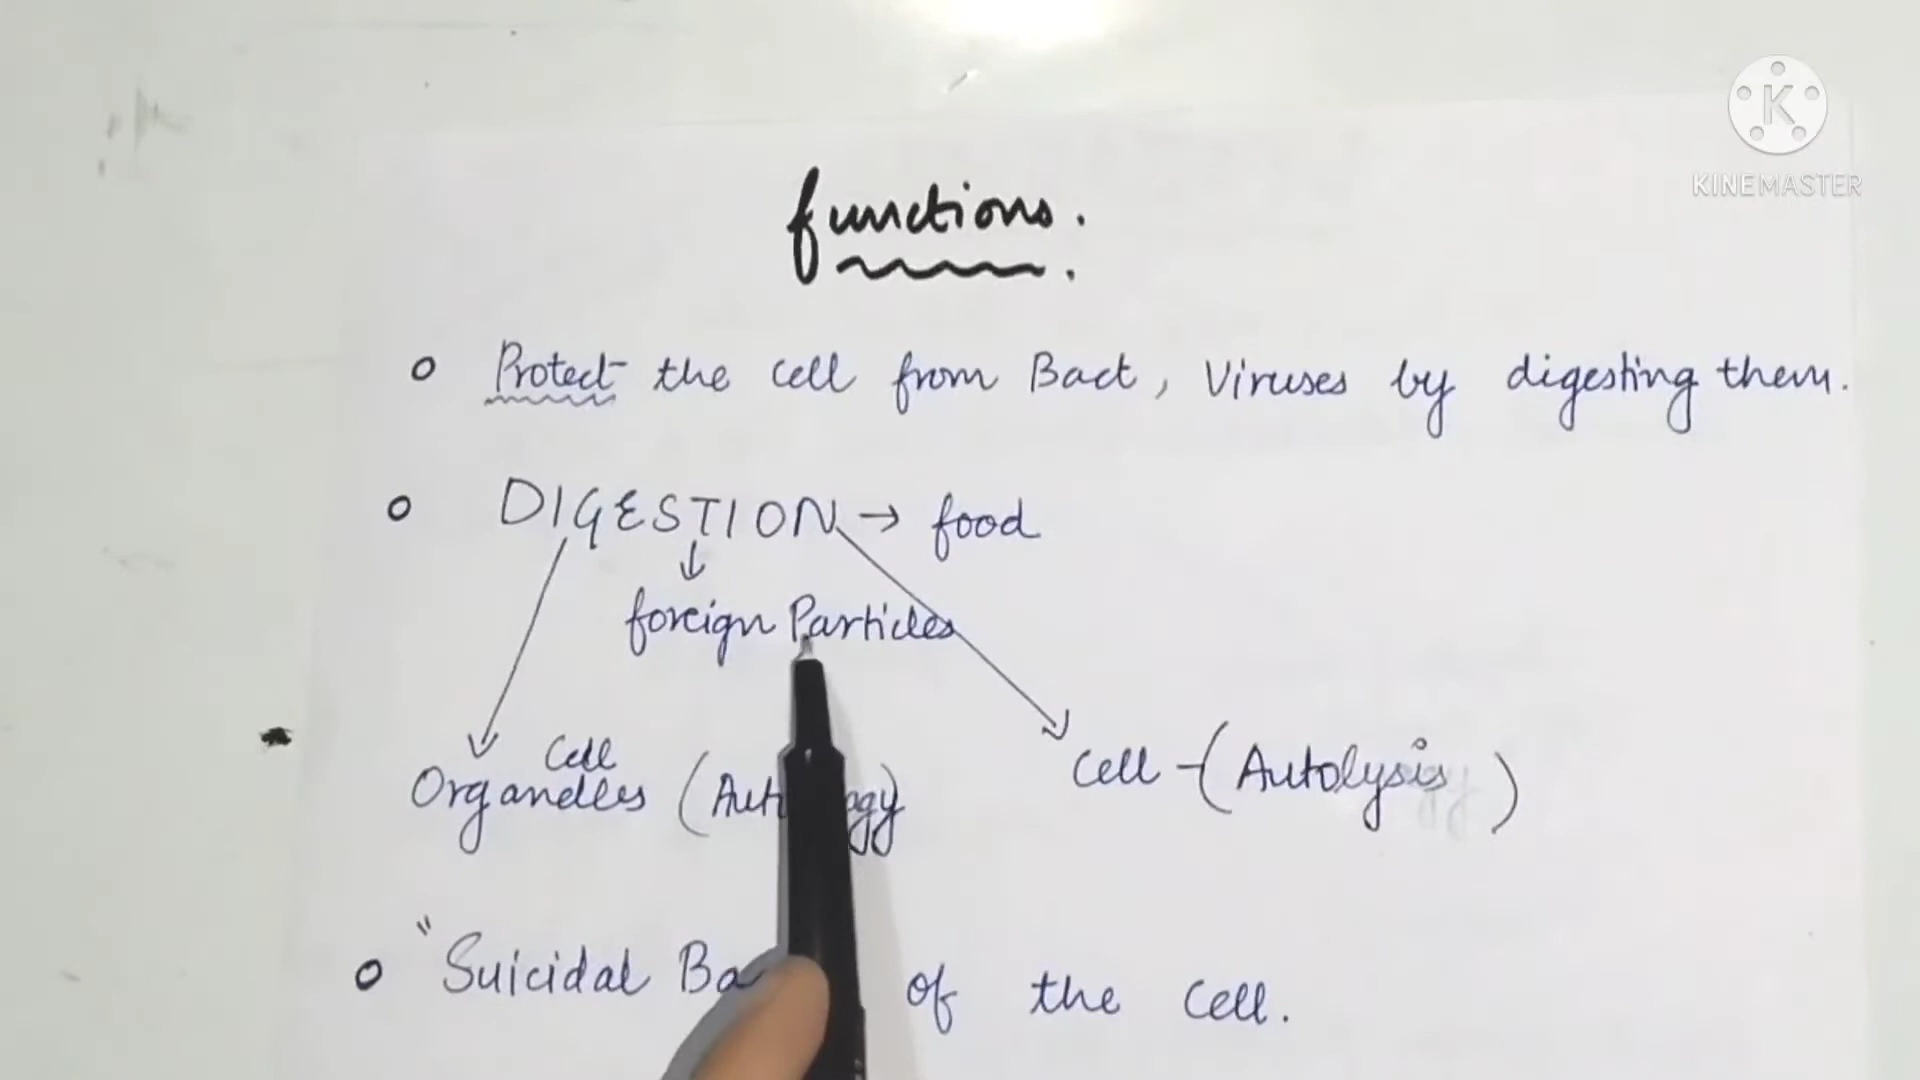 KINEMASTER
functions.
o Protect the cell from Bact, Viruses by digesting them.
o DIGESTION → food
foreign Particles
Cell
Organelles
Cell - (Autolysis)
o "Suicidal of the Cell.